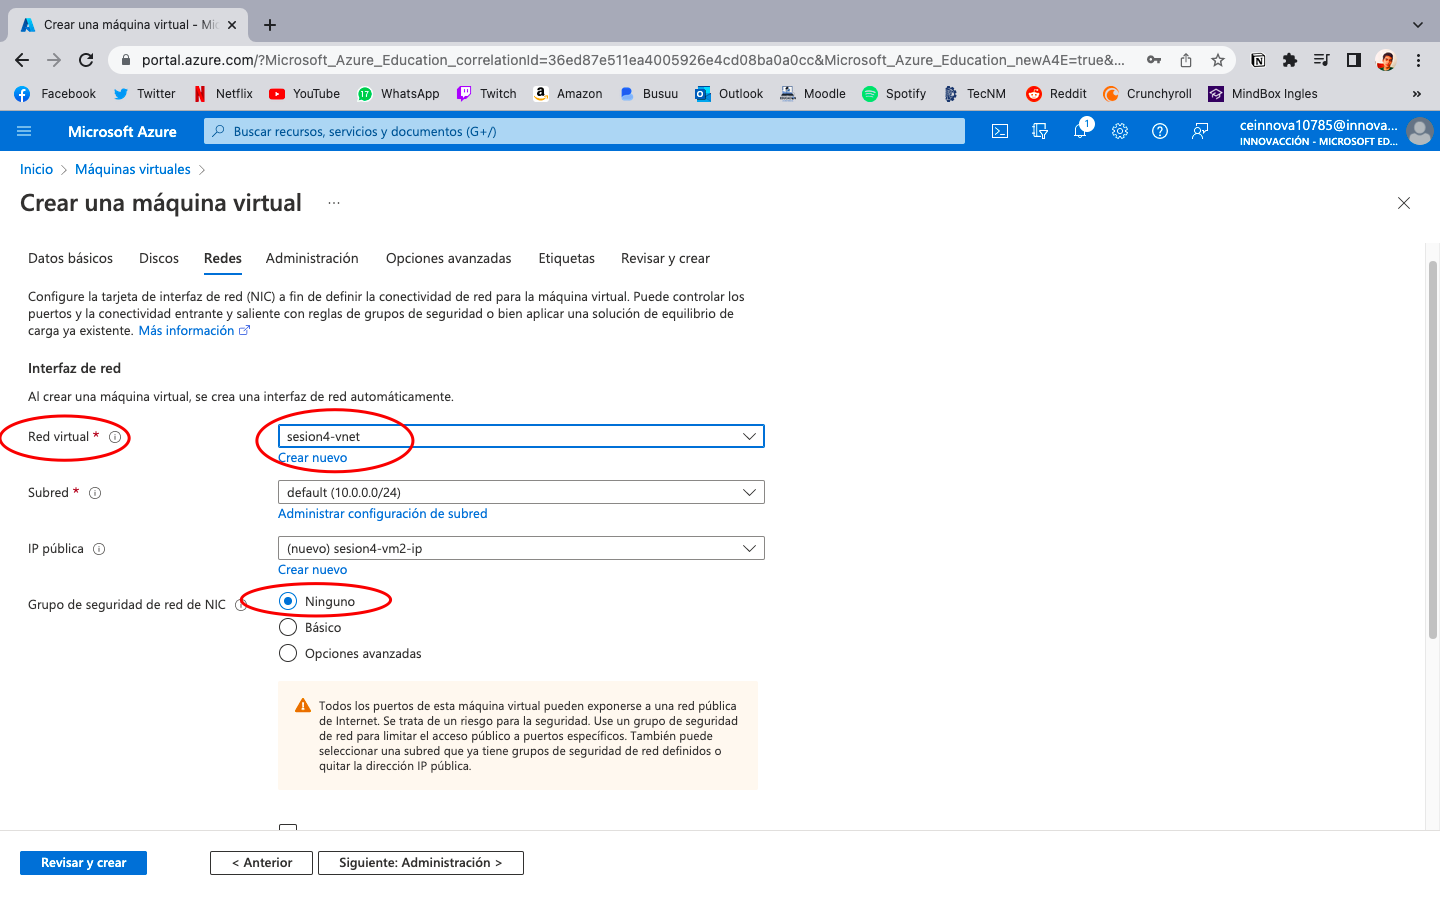 Crear una máquina virtual - Mic
portal.azure.com/?Microsoft_Azure_Education_correlationId=36ed87e511ea4005926e4cd08ba0a0cc&Microsoft_Azure_Education_newA4E=true&...
Facebook Twitter Netflix YouTube WhatsApp Twitch Amazon Busuu Outlook Moodle Spotify TecNM Reddit Crunchyroll MindBox Ingles »
Microsoft Azure Buscar recursos, servicios y documentos (G+/) 1 ceinnova10785@innova...
INNOVACCIÓN - MICROSOFT ED...
Inicio > Máquinas virtuales >
Crear una máquina virtual ...
Datos básicos Discos Redes Administración Opciones avanzadas Etiquetas Revisar y crear
Configure la tarjeta de interfaz de red (NIC) a fin de definir la conectividad de red para la máquina virtual. Puede controlar los
puertos y la conectividad entrante y saliente con reglas de grupos de seguridad o bien aplicar una solución de equilibrio de
carga ya existente. Más información
Interfaz de red
Al crear una máquina virtual, se crea una interfaz de red automáticamente.
Red virtual * sesion4-vnet
Crear nuevo
Subred * default (10.0.0.0/24)
Administrar configuración de subred
IP pública (nuevo) sesion4-vm2-ip
Crear nuevo
Grupo de seguridad de red de NIC Ninguno
Básico
Opciones avanzadas
Todos los puertos de esta máquina virtual pueden exponerse a una red pública
de Internet. Se trata de un riesgo para la seguridad. Use un grupo de seguridad
de red para limitar el acceso público a puertos específicos. También puede
seleccionar una subred que ya tiene grupos de seguridad de red definidos o
quitar la dirección IP pública.
Revisar y crear < Anterior Siguiente: Administración >